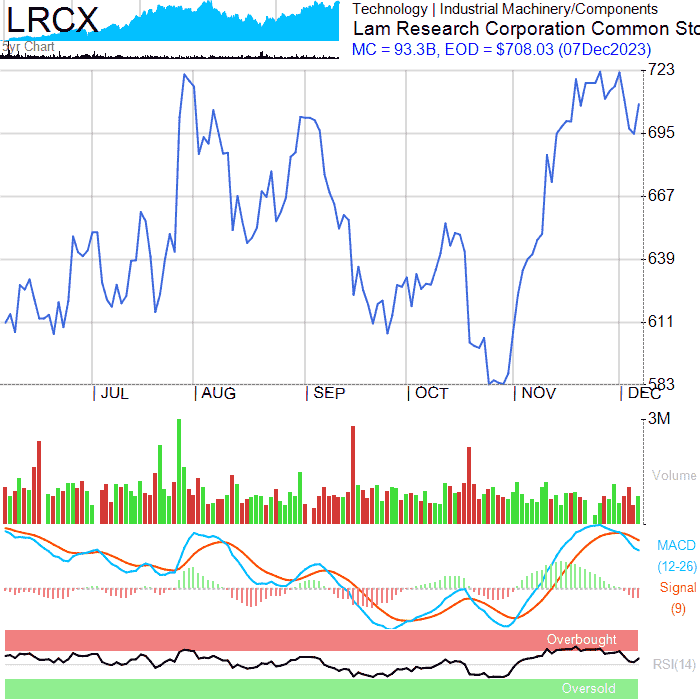 LRCX
5yr Chart
Technology | Industrial Machinery/Components
Lam Research Corporation Common Sto
MC = 93.3B, EOD = $708.03 (07Dec2023)
723
695
667
639
611
583
JUL
AUG
SEP
OCT
NOV
DEC
3M
Volume
MACD
(12-26)
Signal
(9)
Overbought
RSI(14)
Oversold